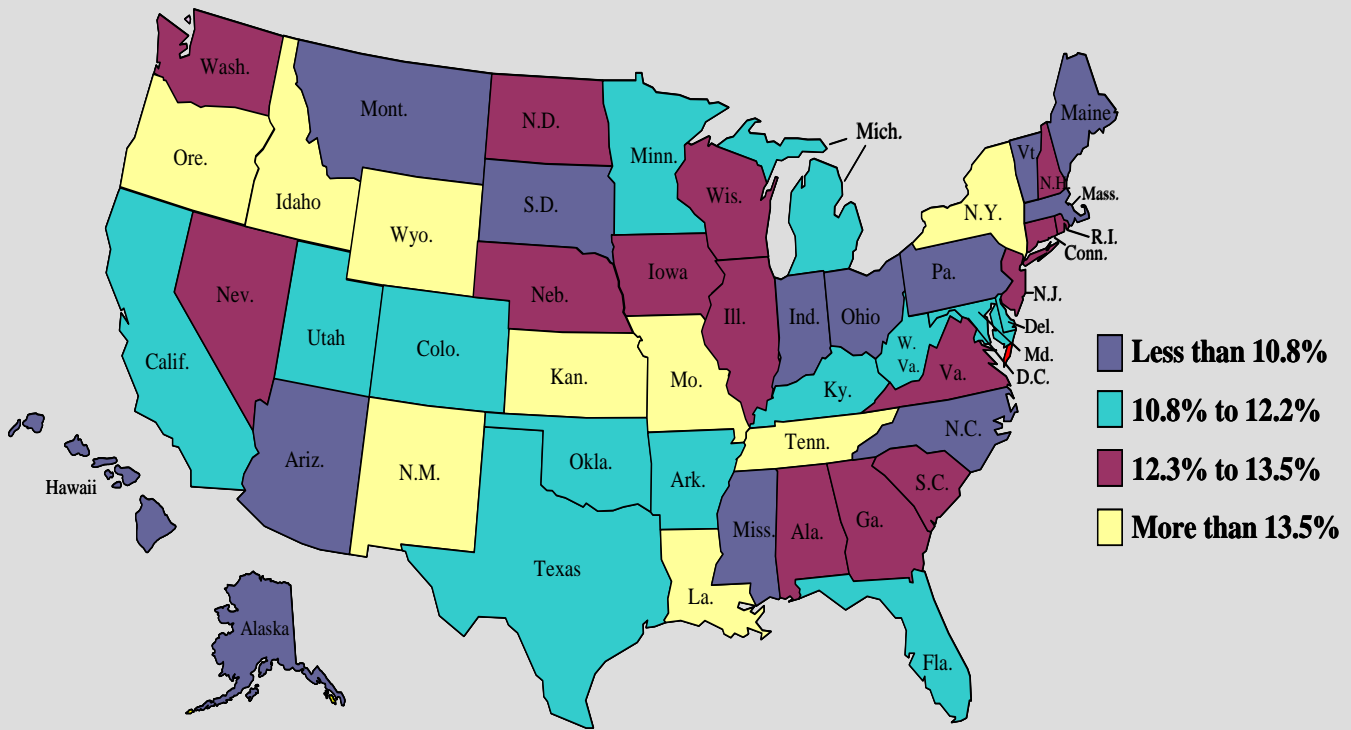 Wash.
Mont.
N.D.
Minn.
Mich.
Maine
Vt.
N.H.
Ore.
Idaho
Wyo.
S.D.
Wis.
N.Y.
Mass.
R.I.
Conn.
Nev.
Neb.
Iowa
Ill.
Ind.
Ohio
Pa.
N.J.
Del.
Md.
D.C.
Calif.
Utah
Colo.
Kan.
Mo.
Ky.
W.
Va.
Va.
Less than 10.8%
10.8% to 12.2%
12.3% to 13.5%
More than 13.5%
Ariz.
N.M.
Okla.
Ark.
Tenn.
N.C.
S.C.
Hawaii
Texas
La.
Miss.
Ala.
Ga.
Fla.
Alaska